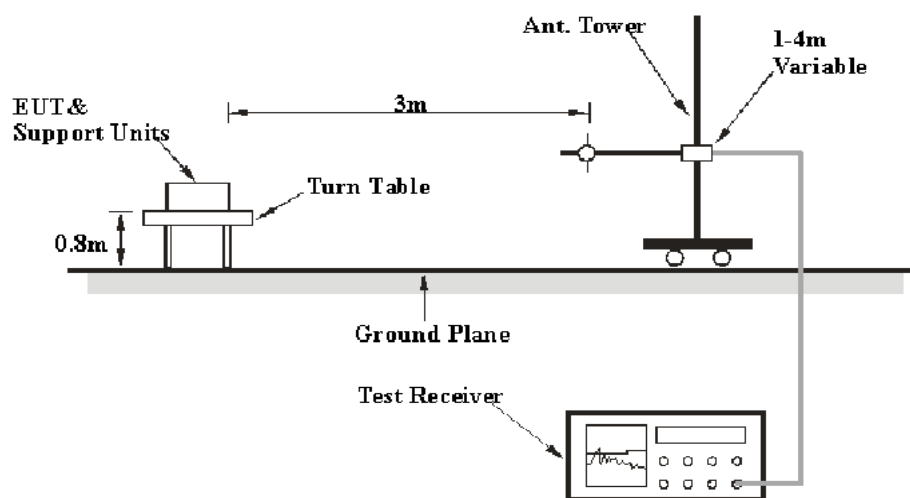 Ant. Tower
1-4m
Variable
3m
EUT &
Support Units
Turn Table
0.8m
Ground Plane
Test Receiver